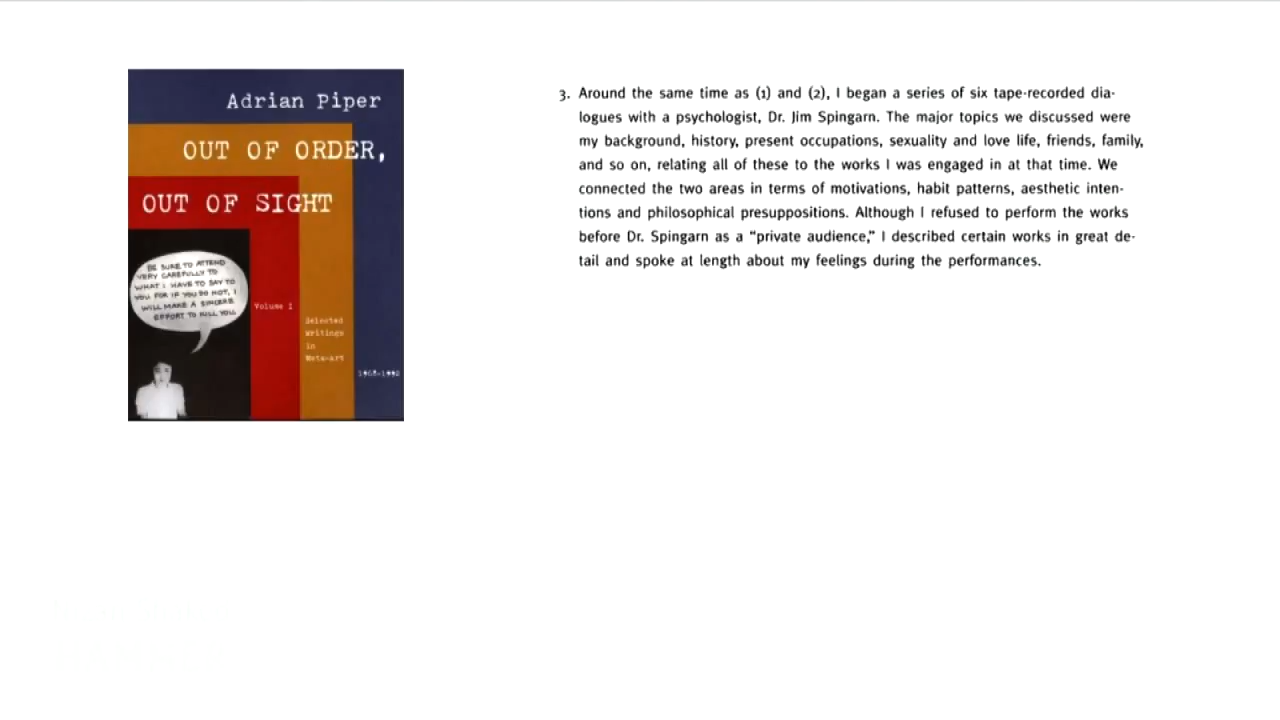 Adrian Piper
OUT OF ORDER,
OUT OF SIGHT
BE SURE TO ATTEND
VERY CAREFULLY TO
WHAT I HAVE TO SAY TO
YOU. FOR IF YOU DO NOT, I
WILL MAKE A SINCERE
EFFORT TO KILL YOU.
Volume 1
Selected
Writings
in
Meta-art
1968-1992
3. Around the same time as (1) and (2), I began a series of six tape-recorded dia-
logues with a psychologist, Dr. Jim Spingarn. The major topics we discussed were
my background, history, present occupations, sexuality and love life, friends, family,
and so on, relating all of these to the works I was engaged in at that time. We
connected the two areas in terms of motivations, habit patterns, aesthetic inten-
tions and philosophical presuppositions. Although I refused to perform the works
before Dr. Spingarn as a “private audience,” I described certain works in great de-
tail and spoke at length about my feelings during the performances.